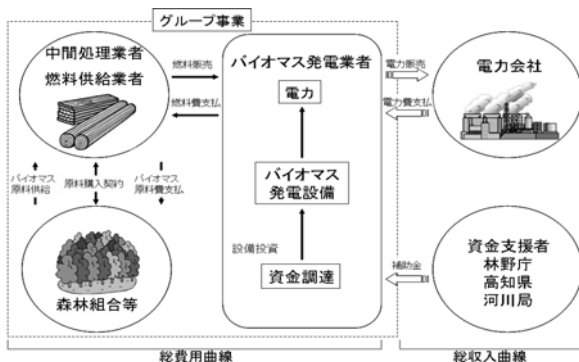 グループ事業
中間処理業者
燃料供給業者
燃料販売
燃料費支払
バイオマス発電業者
電力
バイオマス
発電設備
設備投資
資金調達
電力販売
電力費支払
電力会社
バイオマス
原料供給
原料購入契約
バイオマス
原料費支払
森林組合等
補助金
資金支援者
林野庁
高知県
河川局
総費用曲線
総収入曲線